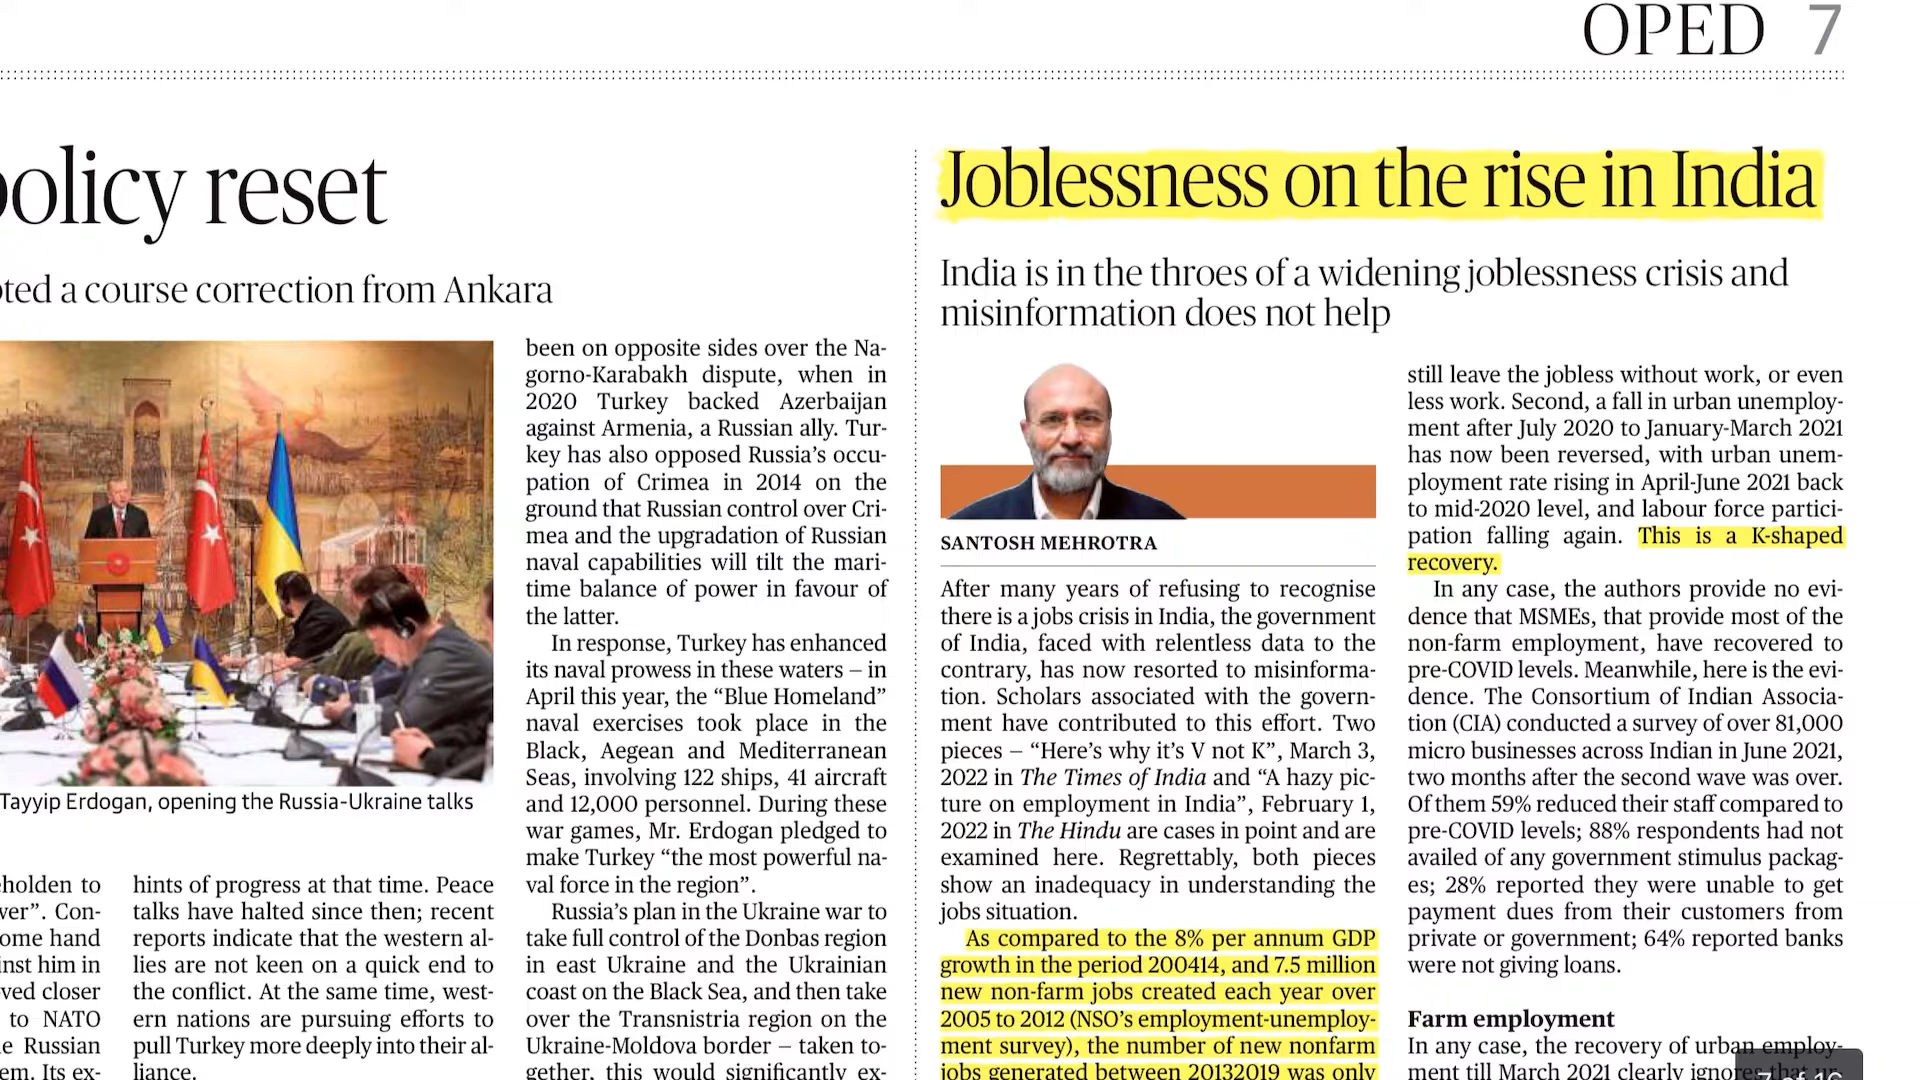 OPED 7
policy reset
a course correction from Ankara
Tayyip Erdogan, opening the Russia-Ukraine talks
holden to
ver”. Con-
ome hand
inst him in
ved closer
to NATO
Russian
em. Its ex-
hints of progress at that time. Peace
talks have halted since then; recent
reports indicate that the western al-
lies are not keen on a quick end to
the conflict. At the same time, west-
ern nations are pursuing efforts to
pull Turkey more deeply into their al-
liance.
been on opposite sides over the Na-
gorno-Karabakh dispute, when in
2020 Turkey backed Azerbaijan
against Armenia, a Russian ally. Tur-
key has also opposed Russia’s occu-
pation of Crimea in 2014 on the
ground that Russian control over Cri-
mea and the upgradation of Russian
naval capabilities will tilt the mari-
time balance of power in favour of
the latter.
In response, Turkey has enhanced
its naval prowess in these waters – in
April this year, the “Blue Homeland”
naval exercises took place in the
Black, Aegean and Mediterranean
Seas, involving 122 ships, 41 aircraft
and 12,000 personnel. During these
war games, Mr. Erdogan pledged to
make Turkey “the most powerful na-
val force in the region”.
Russia’s plan in the Ukraine war to
take full control of the Donbas region
in east Ukraine and the Ukrainian
coast on the Black Sea, and then take
over the Transnistria region on the
Ukraine-Moldova border – taken to-
gether, this would significantly ex-
Joblessness on the rise in India
India is in the throes of a widening joblessness crisis and
misinformation does not help
SANTOSH MEHROTRA
After many years of refusing to recognise
there is a jobs crisis in India, the government
of India, faced with relentless data to the
contrary, has now resorted to misinforma-
tion. Scholars associated with the govern-
ment have contributed to this effort. Two
pieces – “Here’s why it’s V not K”, March 3,
2022 in The Times of India and “A hazy pic-
ture on employment in India”, February 1,
2022 in The Hindu are cases in point and are
examined here. Regrettably, both pieces
show an inadequacy in understanding the
jobs situation.
As compared to the 8% per annum GDP
growth in the period 200414, and 7.5 million
new non-farm jobs created each year over
2005 to 2012 (NSO’s employment-unemploy-
ment survey), the number of new nonfarm
jobs generated between 20132019 was only
still leave the jobless without work, or even
less work. Second, a fall in urban unemploy-
ment after July 2020 to January-March 2021
has now been reversed, with urban unem-
ployment rate rising in April-June 2021 back
to mid-2020 level, and labour force partici-
pation falling again. This is a K-shaped
recovery.
In any case, the authors provide no evi-
dence that MSMEs, that provide most of the
non-farm employment, have recovered to
pre-COVID levels. Meanwhile, here is the evi-
dence. The Consortium of Indian Associa-
tion (CIA) conducted a survey of over 81,000
micro businesses across Indian in June 2021,
two months after the second wave was over.
Of them 59% reduced their staff compared to
pre-COVID levels; 88% respondents had not
availed of any government stimulus packag-
es; 28% reported they were unable to get
payment dues from their customers from
private or government; 64% reported banks
were not giving loans.
Farm employment
In any case, the recovery of urban employ-
ment till March 2021 clearly ignores that